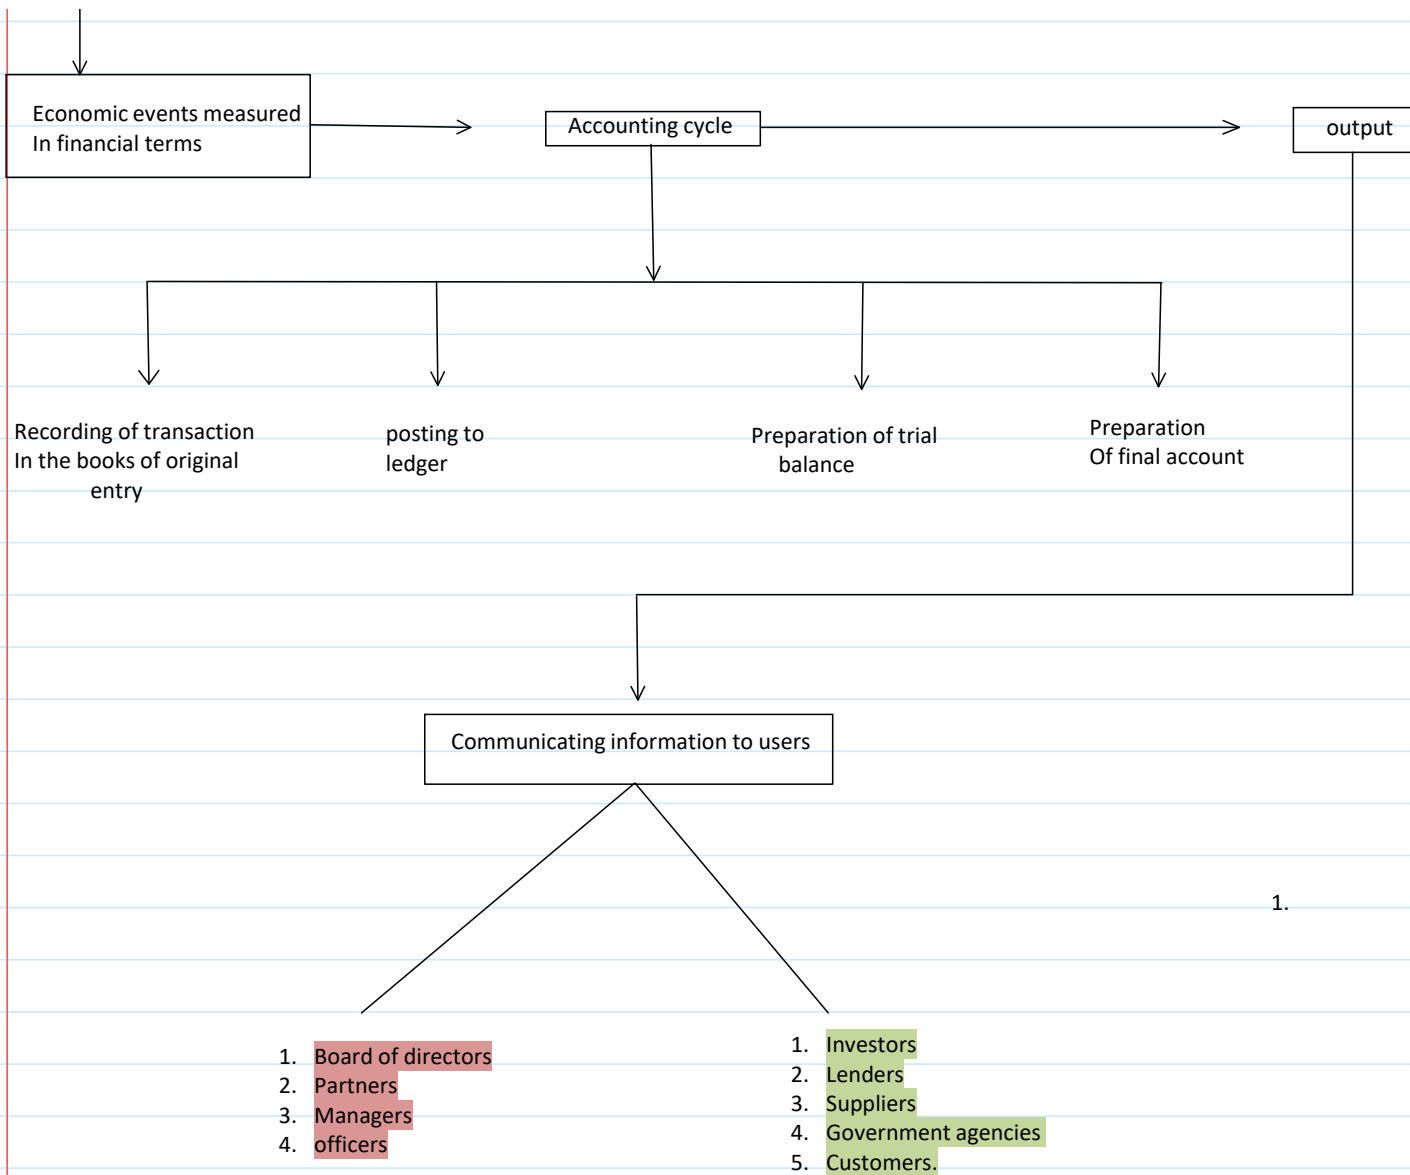 Economic events measured
In financial terms
Accounting cycle
output
Recording of transaction
In the books of original
entry
posting to
ledger
Preparation of trial
balance
Preparation
Of final account
Communicating information to users
1.
1. Board of directors
2. Partners
3. Managers
4. officers
1. Investors
2. Lenders
3. Suppliers
4. Government agencies
5. Customers.